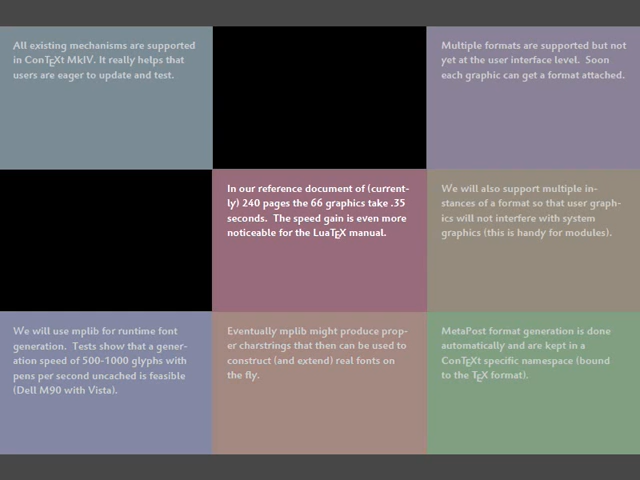 All existing mechanisms are supported
in ConTEXt MkIV. It really helps that
users are eager to update and test.
Multiple formats are supported but not
yet at the user interface level. Soon
each graphic can get a format attached.
In our reference document of (current-
ly) 240 pages the 66 graphics take .35
seconds. The speed gain is even more
noticeable for the LuaTEX manual.
We will also support multiple in-
stances of a format so that user graph-
ics will not interfere with system
graphics (this is handy for modules).
We will use mplib for runtime font
generation. Tests show that a gener-
ation speed of 500-1000 glyphs with
pens per second uncached is feasible
(Dell M90 with Vista).
Eventually mplib might produce prop-
er charstrings that then can be used to
construct (and extend) real fonts on
the fly.
MetaPost format generation is done
automatically and are kept in a
ConTEXt specific namespace (bound
to the TEX format).